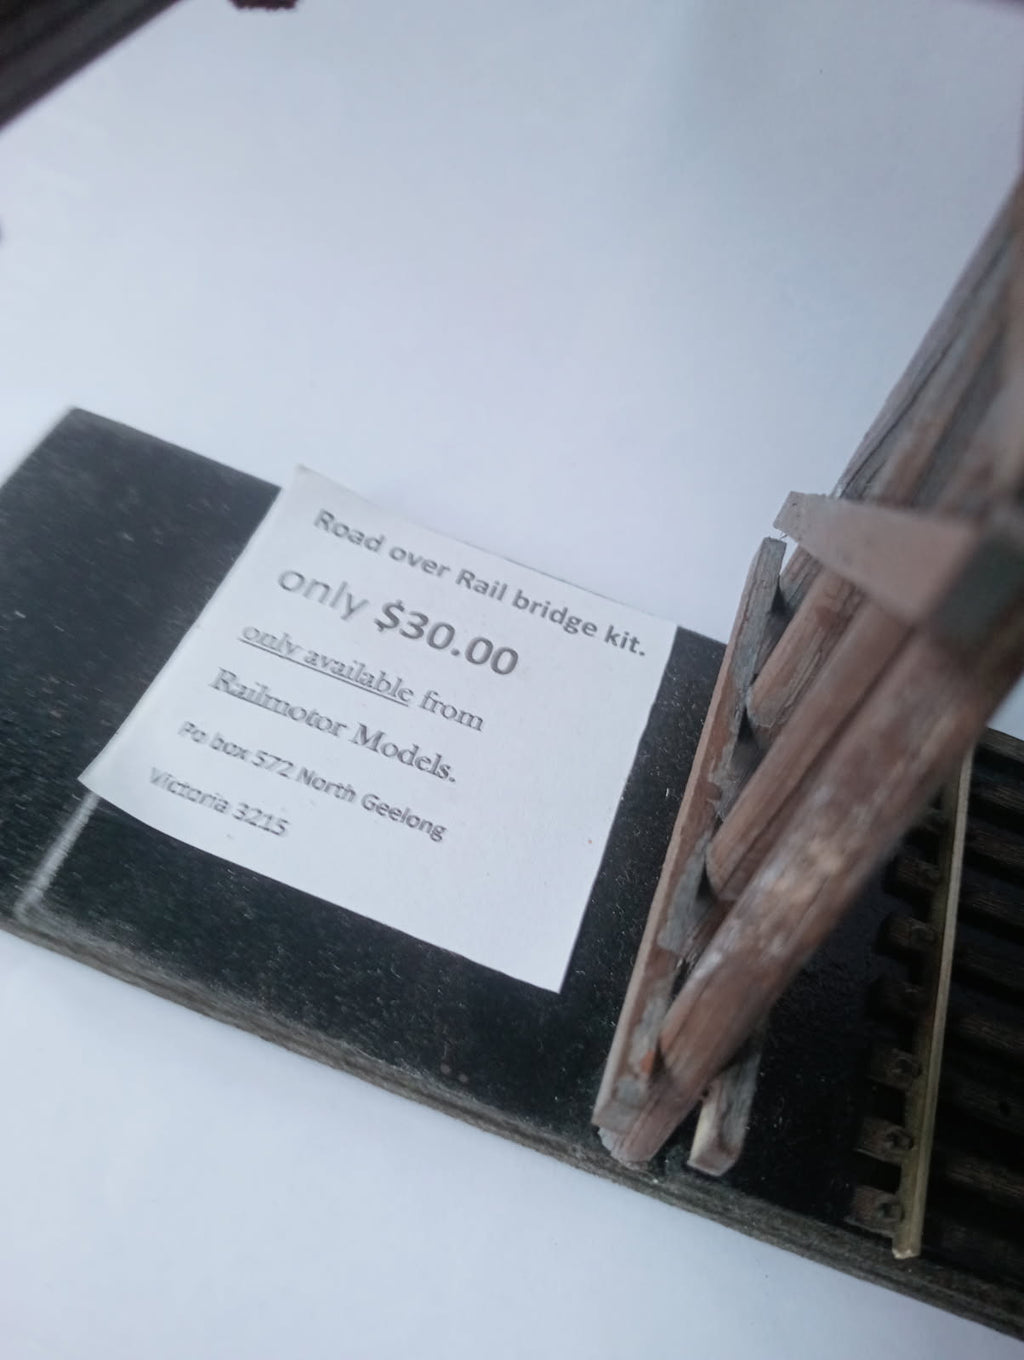 Road over Rail bridge kit.
only $30.00
only available from
Railmotor Models.
Po box 572 North Geelong
Victoria 3215